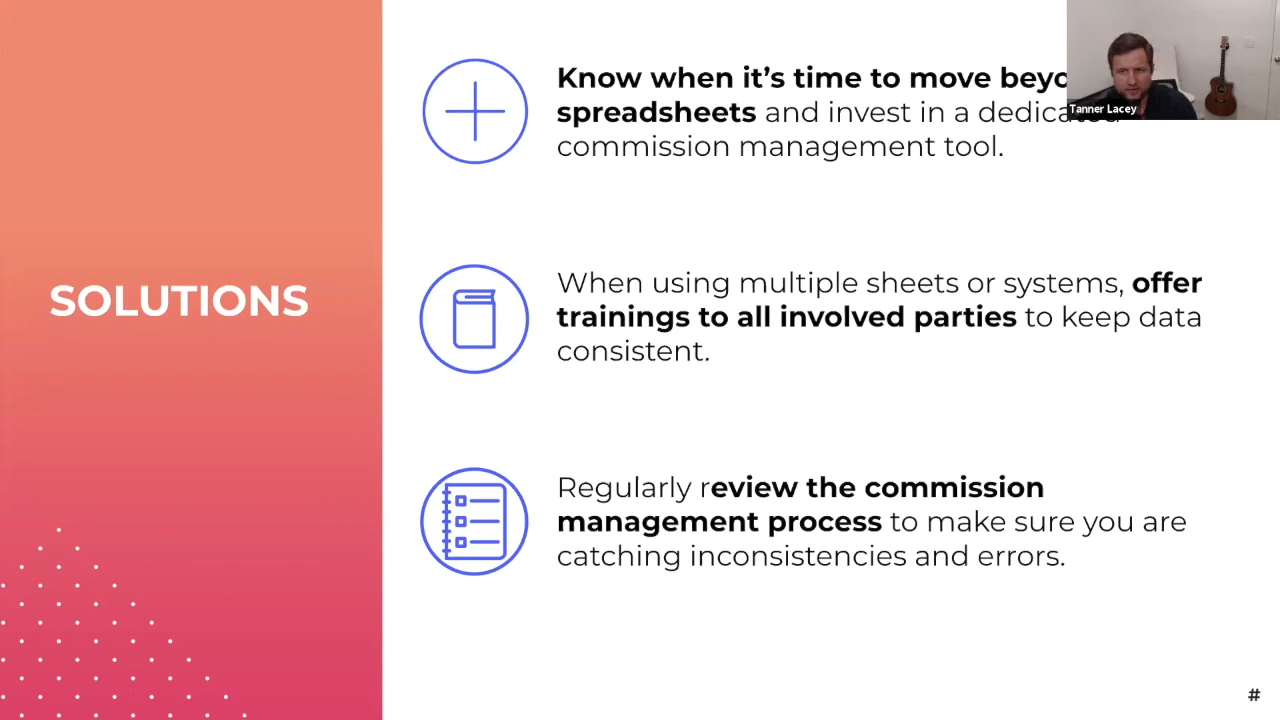 SOLUTIONS
Know when it's time to move beyo
spreadsheets and invest in a dedicated
commission management tool.
Tanner Lacey
When using multiple sheets or systems, offer
trainings to all involved parties to keep data
consistent.
Regularly review the commission
management process to make sure you are
catching inconsistencies and errors.
#